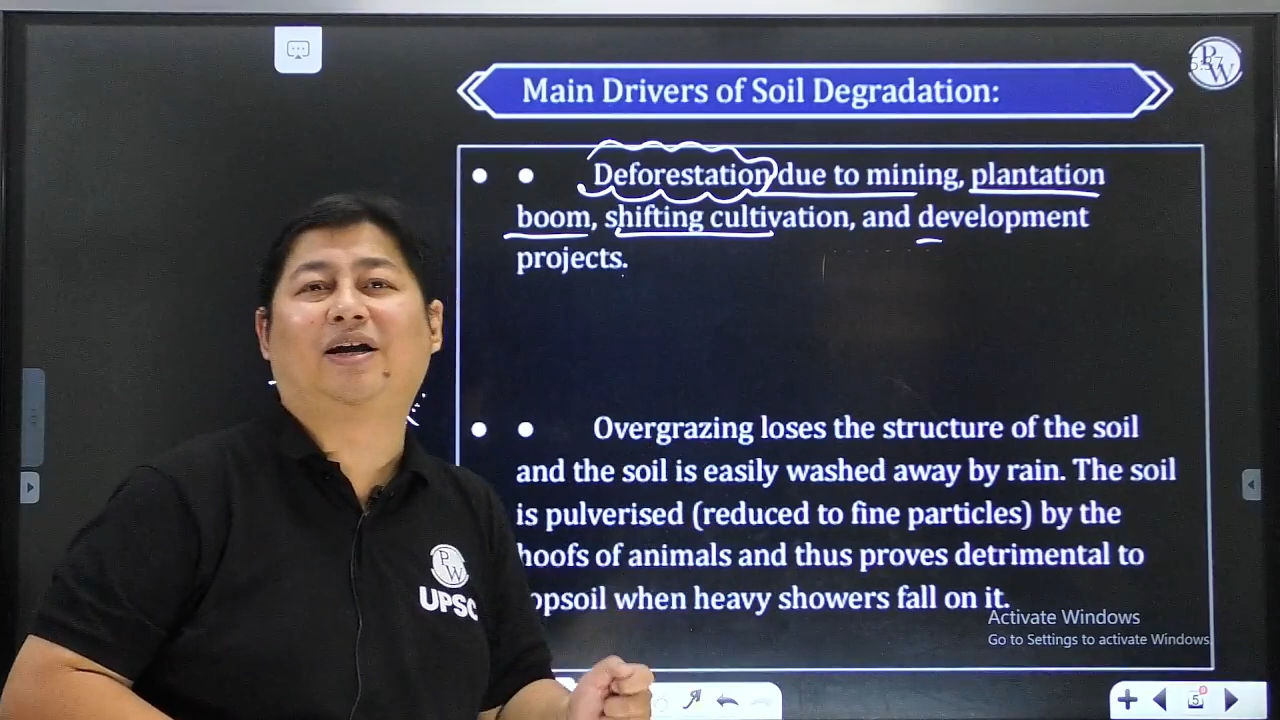 PW
Main Drivers of Soil Degradation:
Deforestation due to mining, plantation
boom, shifting cultivation, and development
projects.
Overgrazing loses the structure of the soil
and the soil is easily washed away by rain. The soil
is pulverised (reduced to fine particles) by the
hoofs of animals and thus proves detrimental to
opsoil when heavy showers fall on it.
Activate Windows
Go to Settings to activate Windows.
PW
UPSC
5